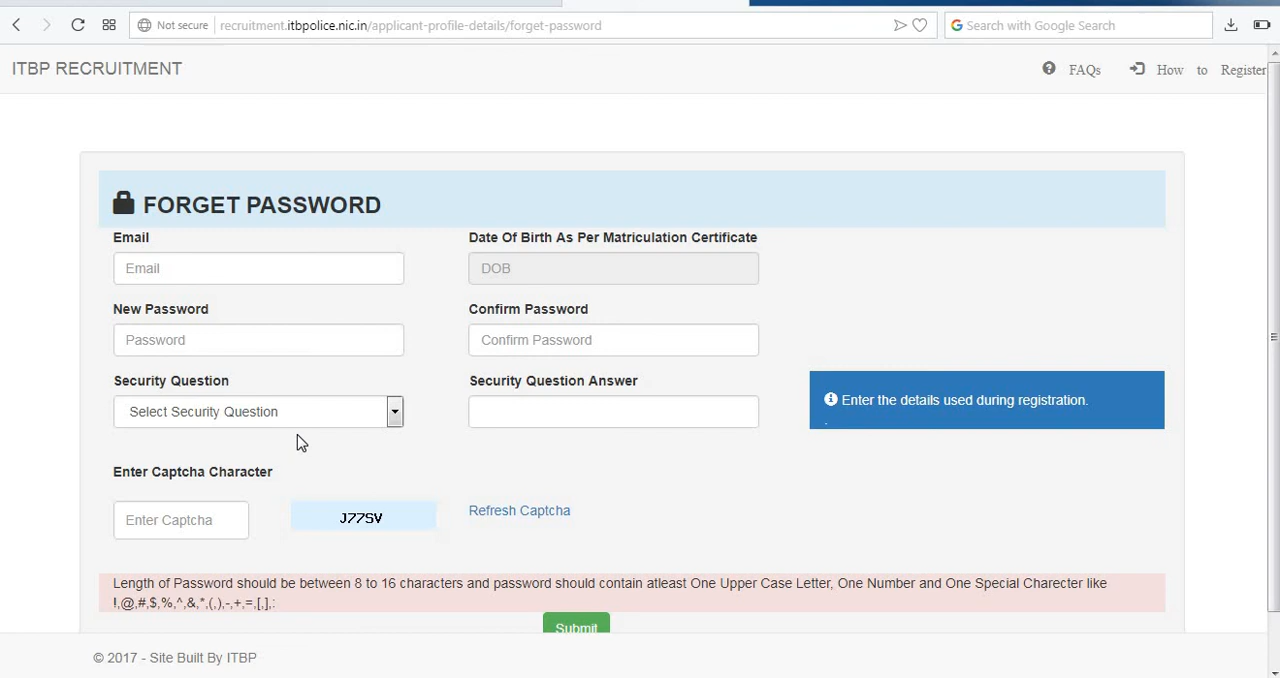 Not secure
recruitment.itbpolice.nic.in/applicant-profile-details/forget-password
Search with Google Search
ITBP RECRUITMENT
FAQs
How to Register
FORGET PASSWORD
Email
Date Of Birth As Per Matriculation Certificate
Email
DOB
New Password
Confirm Password
Password
Confirm Password
Security Question
Security Question Answer
Select Security Question
Enter the details used during registration.
.
Enter Captcha Character
Enter Captcha
J77SV
Refresh Captcha
Length of Password should be between 8 to 16 characters and password should contain atleast One Upper Case Letter, One Number and One Special Charecter like
!,@,#,$,%,^,&,*,(,),-,+,=,[,],:
Submit
© 2017 - Site Built By ITBP